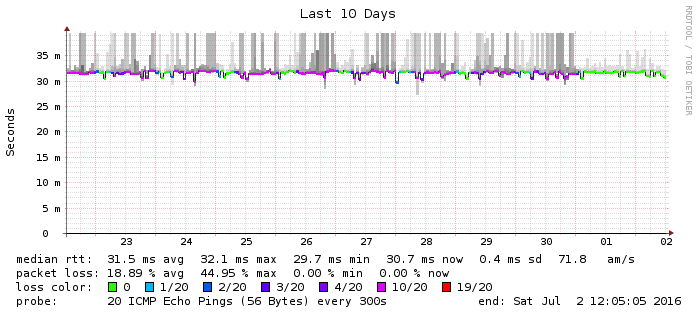 Last 10 Days
RRDTOOL / TOBI OETIKER
Seconds
35 m
30 m
25 m
20 m
15 m
10 m
5 m
0
23 24 25 26 27 28 29 30 01 02
median rtt: 31.5 ms avg 32.1 ms max 29.7 ms min 30.7 ms now 0.4 ms sd 71.8 am/s
packet loss: 18.89 % avg 44.95 % max 0.00 % min 0.00 % now
loss color: 0 1/20 2/20 3/20 4/20 10/20 19/20
probe: 20 ICMP Echo Pings (56 Bytes) every 300s end: Sat Jul 2 12:05:05 2016